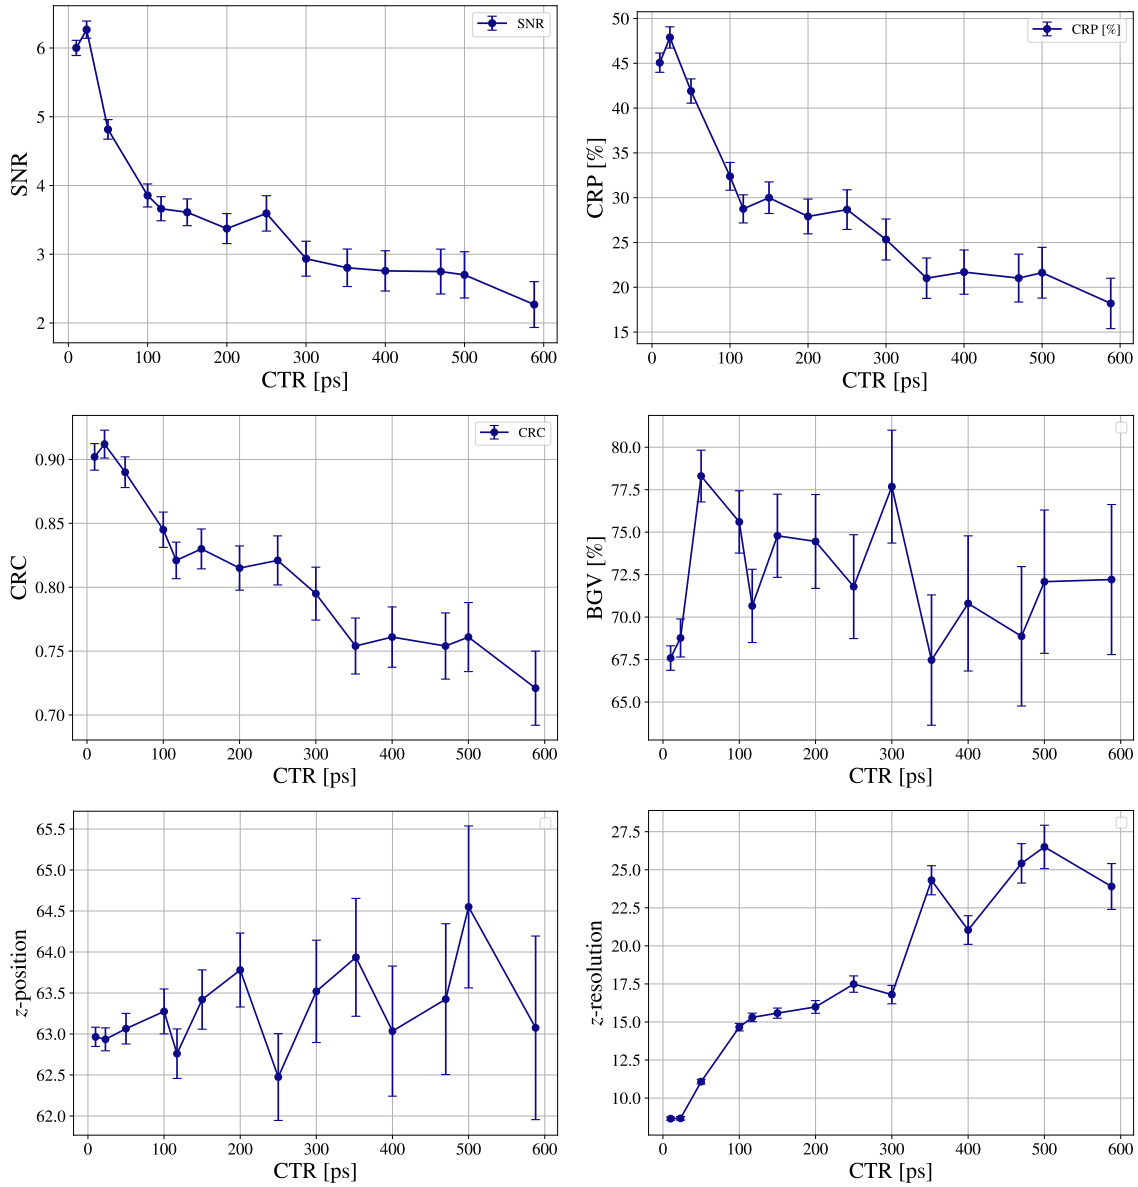 SNR
6
5
4
3
2
SNR
0 100 200 300 400 500 600
CTR [ps]
CRP [%]
50
45
40
35
30
25
20
15
CRP [%]
0 100 200 300 400 500 600
CTR [ps]
CRC
0.90
0.85
0.80
0.75
0.70
CRC
0 100 200 300 400 500 600
CTR [ps]
80.0
77.5
75.0
72.5
70.0
67.5
65.0
BGV [%]
0 100 200 300 400 500 600
CTR [ps]
65.5
65.0
64.5
64.0
63.5
63.0
62.5
62.0
z-position
0 100 200 300 400 500 600
CTR [ps]
27.5
25.0
22.5
20.0
17.5
15.0
12.5
10.0
z-resolution
0 100 200 300 400 500 600
CTR [ps]